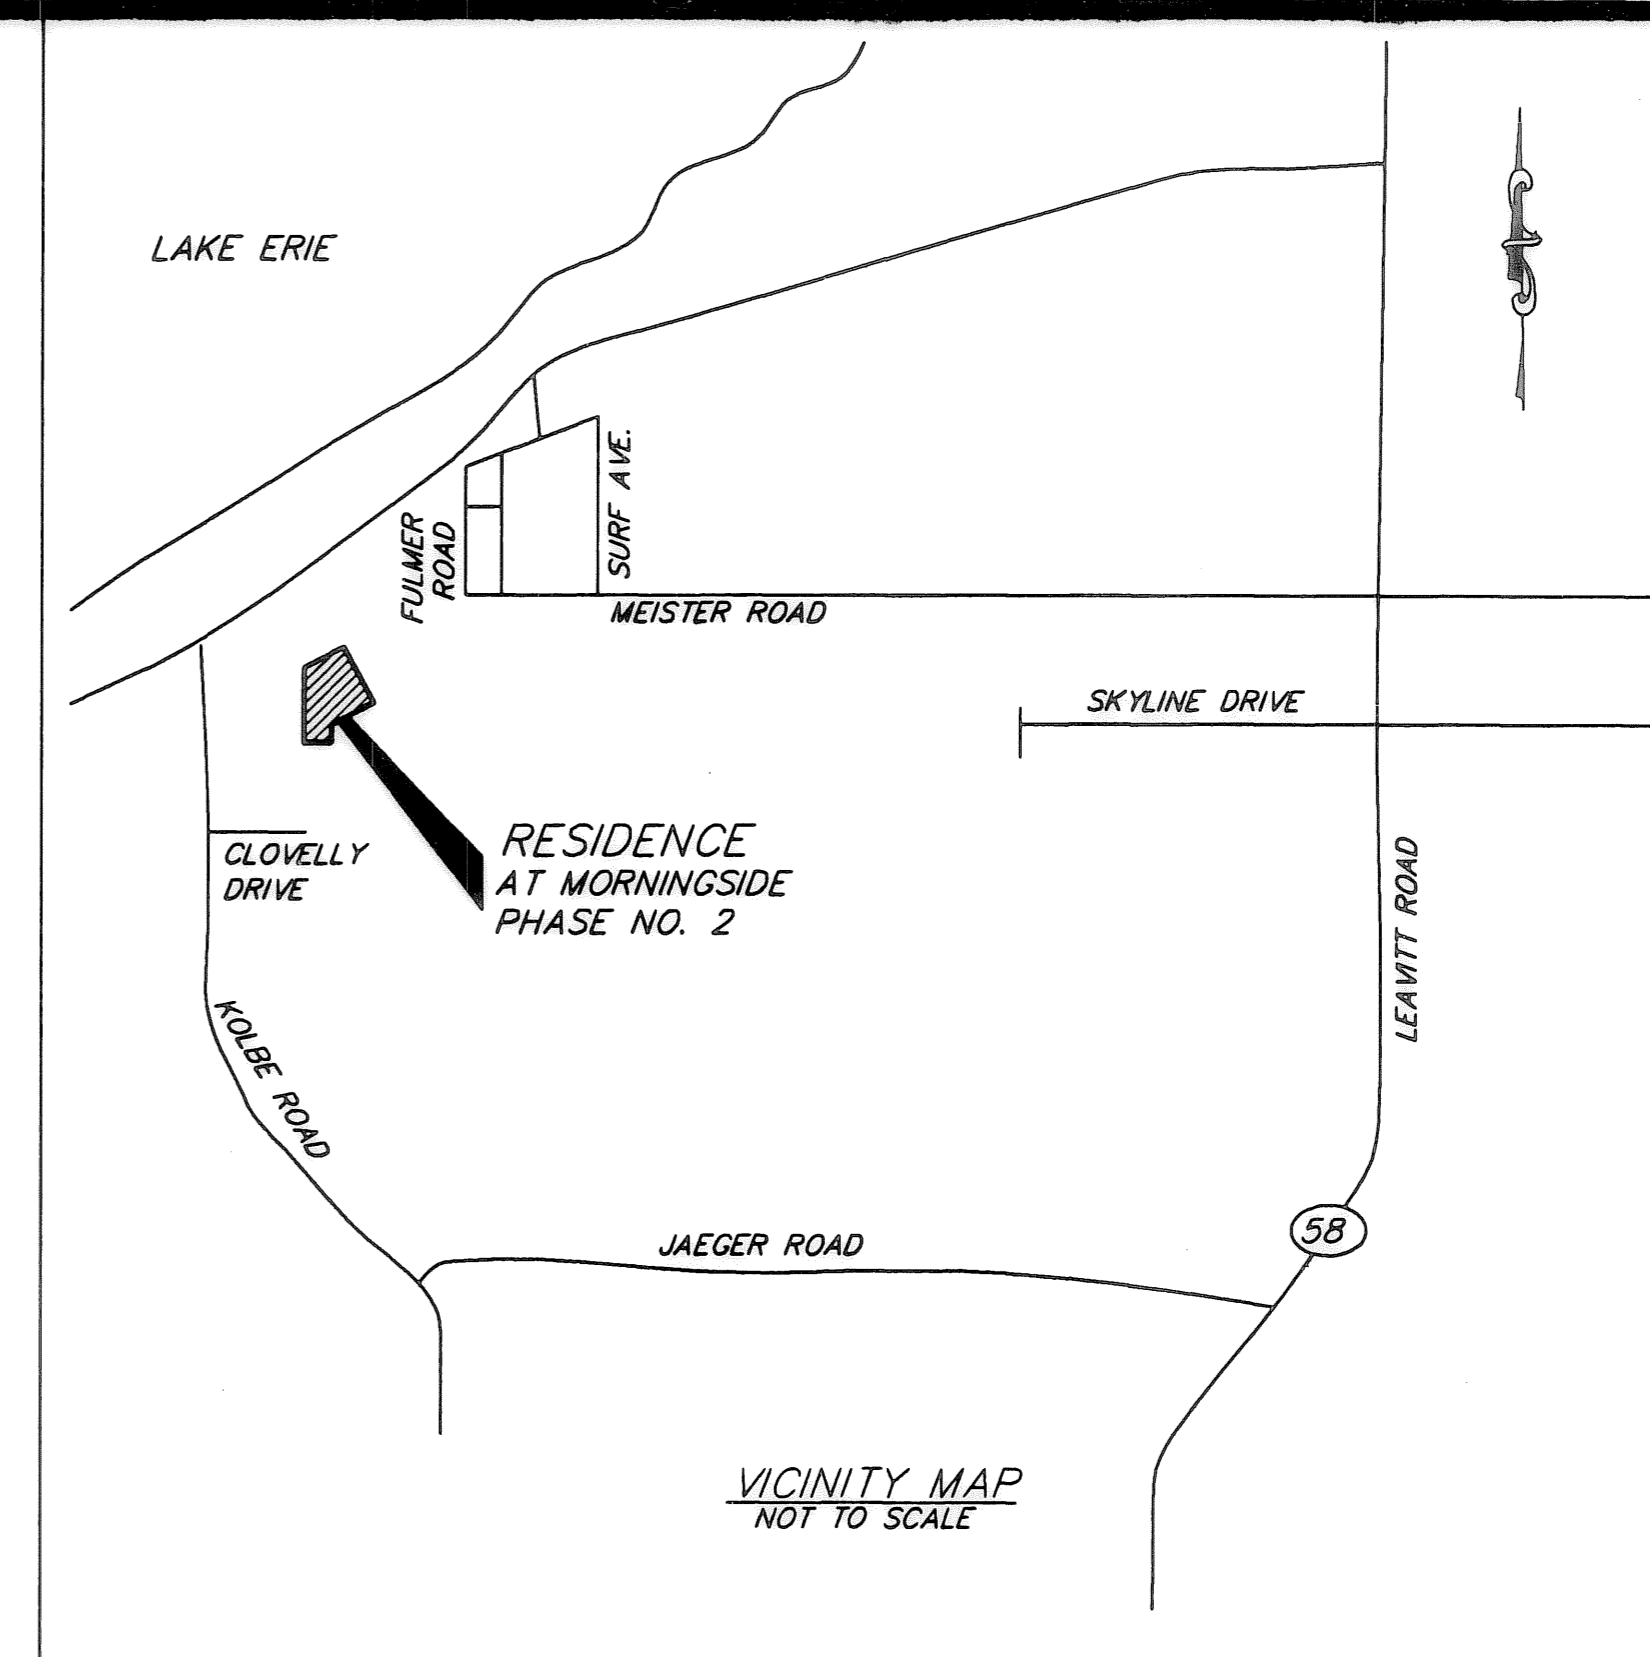 LAKE ERIE
FULMER
ROAD
SURF AVE.
MEISTER ROAD
SKYLINE DRIVE
RESIDENCE
AT MORNINGSIDE
PHASE NO. 2
CLOVELLY
DRIVE
LEAVITT ROAD
KOLBE ROAD
58
JAEGER ROAD
VICINITY MAP
NOT TO SCALE